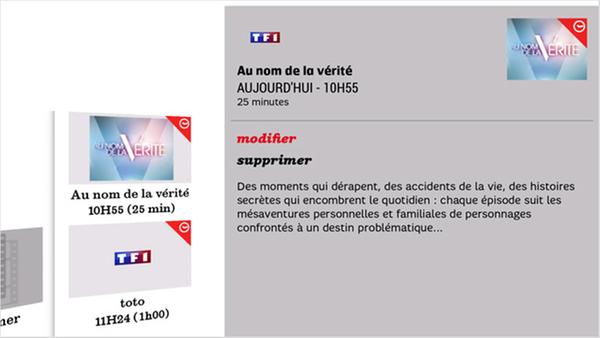 TF1
Au nom de la vérité
AUJOURD'HUI - 10H55
25 minutes
AU NOM DE LA VÉRITÉ
modifier
supprimer
Des moments qui dérapent, des accidents de la vie, des histoires
secrètes qui encombrent le quotidien : chaque épisode suit les
mésaventures personnelles et familiales de personnages
confrontés à un destin problématique...
AU NOM DE LA VÉRITÉ
Au nom de la vérité
10H55 (25 min)
TF1
toto
11H24 (1h00)